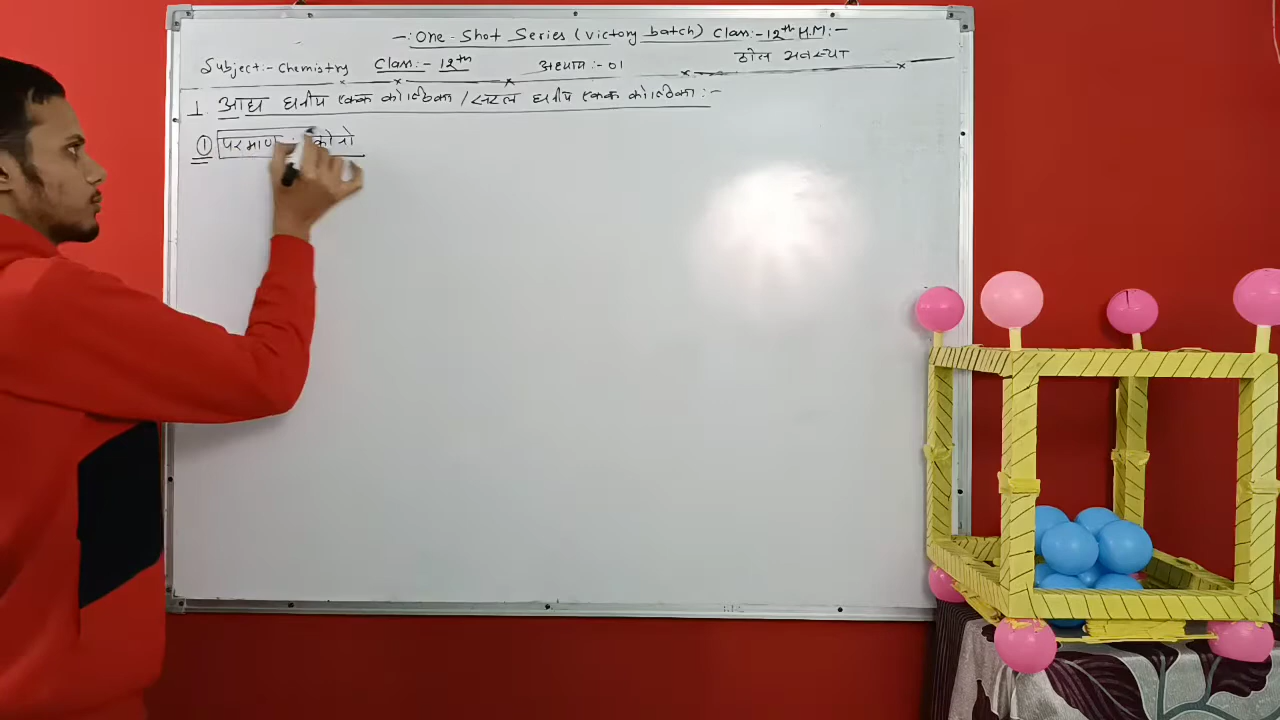 -: One-Shot Series (Victory batch) Class:-12th H.M:-
Subject:- Chemistry Class:- 12th अध्याय:-01 ठोस अवस्था
1. आद्य घनीय एकक कोष्ठिका / सरल घनीय एकक कोष्ठिका :-
① परमाणु :- कोनो